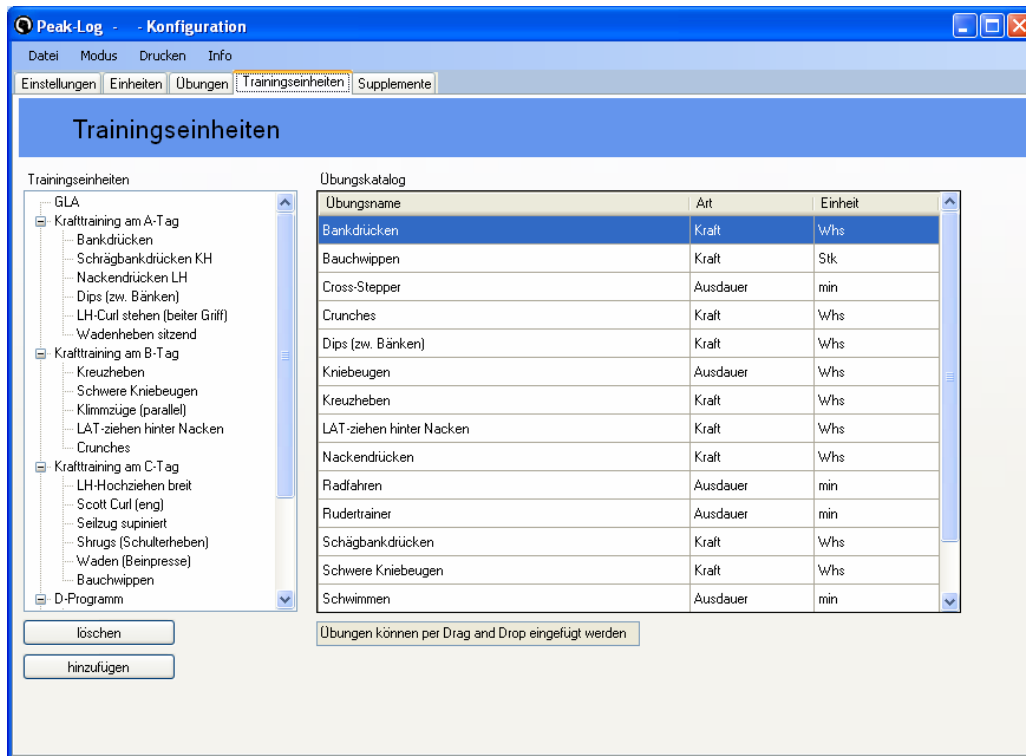 Peak-Log - - Konfiguration
Datei Modus Drucken Info
Einstellungen Einheiten Übungen Trainingseinheiten Supplemente
Trainingseinheiten
Trainingseinheiten
GLA
Krafttraining am A-Tag
Bankdrücken
Schrägbankdrücken KH
Nackendrücken LH
Dips (zw. Bänken)
LH-Curl stehen (beiter Griff)
Wadenheben sitzend
Krafttraining am B-Tag
Kreuzheben
Schwere Kniebeugen
Klimmzüge (parallel)
LAT-ziehen hinter Nacken
Crunches
Krafttraining am C-Tag
LH-Hochziehen breit
Scott Curl (eng)
Seilzug supiniert
Shrugs (Schulterheben)
Waden (Beinpresse)
Bauchwippen
D-Programm
löschen
hinzufügen
Übungskatalog
Übungsname Art Einheit
Bankdrücken Kraft Whs
Bauchwippen Kraft Stk
Cross-Stepper Ausdauer min
Crunches Kraft Whs
Dips (zw. Bänken) Kraft Whs
Kniebeugen Ausdauer Whs
Kreuzheben Kraft Whs
LAT-ziehen hinter Nacken Kraft Whs
Nackendrücken Kraft Whs
Radfahren Ausdauer min
Rudertrainer Ausdauer min
Schägbankdrücken Kraft Whs
Schwere Kniebeugen Kraft Whs
Schwimmen Ausdauer min
Übungen können per Drag and Drop eingefügt werden